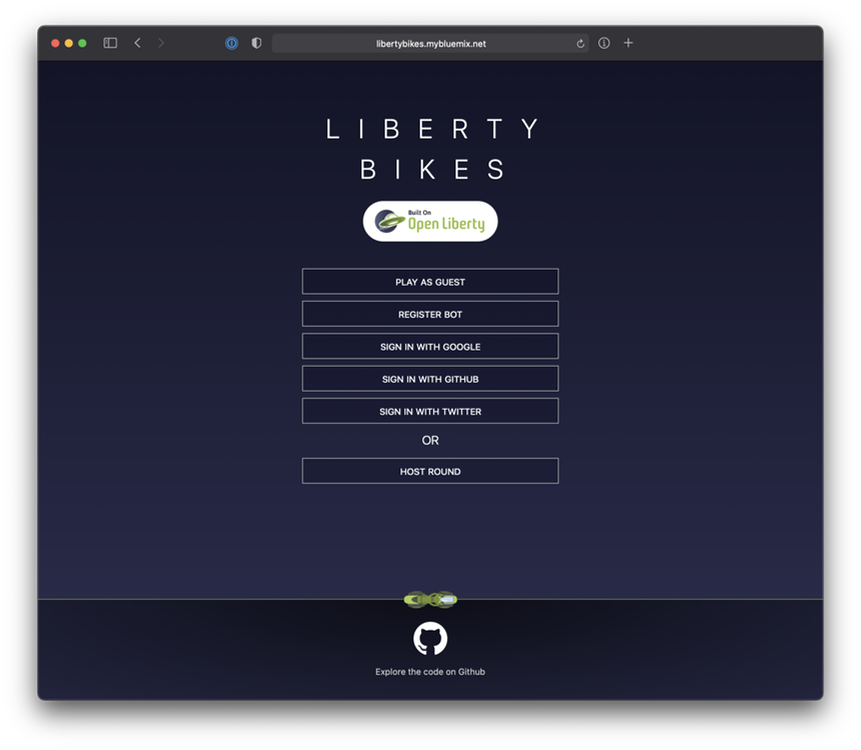 libertybikes.mybluemix.net
LIBERTY
BIKES
Built On
Open Liberty
PLAY AS GUEST
REGISTER BOT
SIGN IN WITH GOOGLE
SIGN IN WITH GITHUB
SIGN IN WITH TWITTER
OR
HOST ROUND
Explore the code on Github